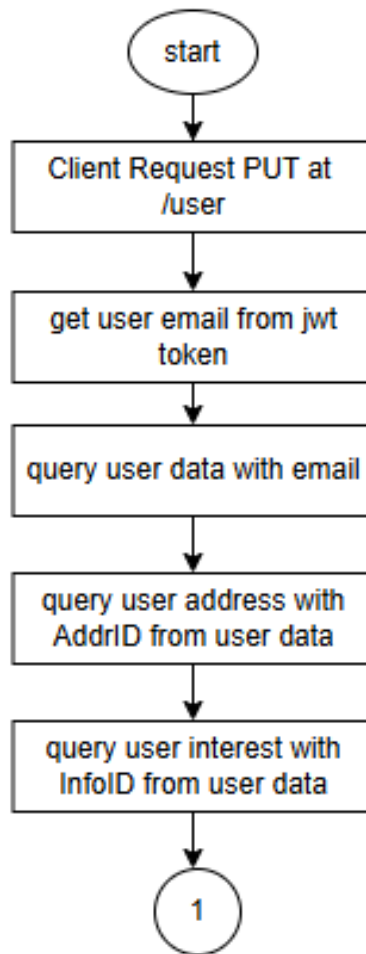 start
Client Request PUT at
/user
get user email from jwt
token
query user data with email
query user address with
AddrID from user data
query user interest with
InfoID from user data
1